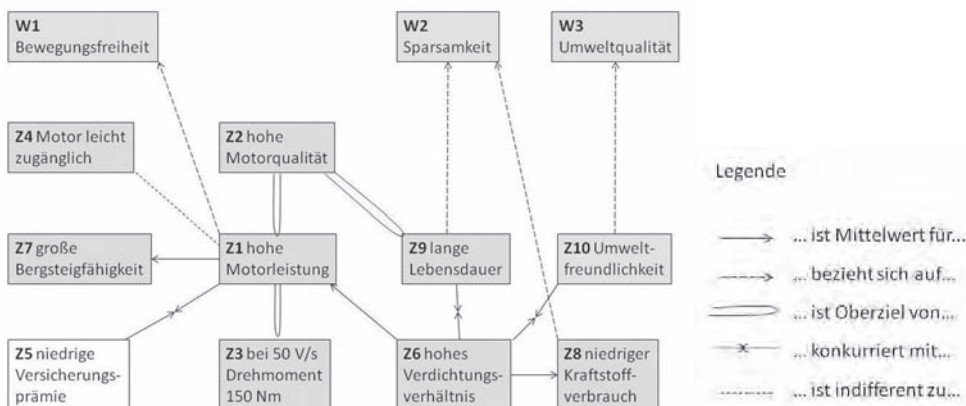 W1
Bewegungsfreiheit
W2
Sparsamkeit
W3
Umweltqualität
Z4 Motor leicht
zugänglich
Z2 hohe
Motorqualität
Z7 große
Bergsteigfähigkeit
Z1 hohe
Motorleistung
Z9 lange
Lebensdauer
Z10 Umwelt-
freundlichkeit
Z5 niedrige
Versicherungs-
prämie
Z3 bei 50 V/s
Drehmoment
150 Nm
Z6 hohes
Verdichtungs-
verhältnis
Z8 niedriger
Kraftstoff-
verbrauch
Legende
... ist Mittelwert für...
... bezieht sich auf...
... ist Oberziel von...
... konkurriert mit...
... ist indifferent zu...